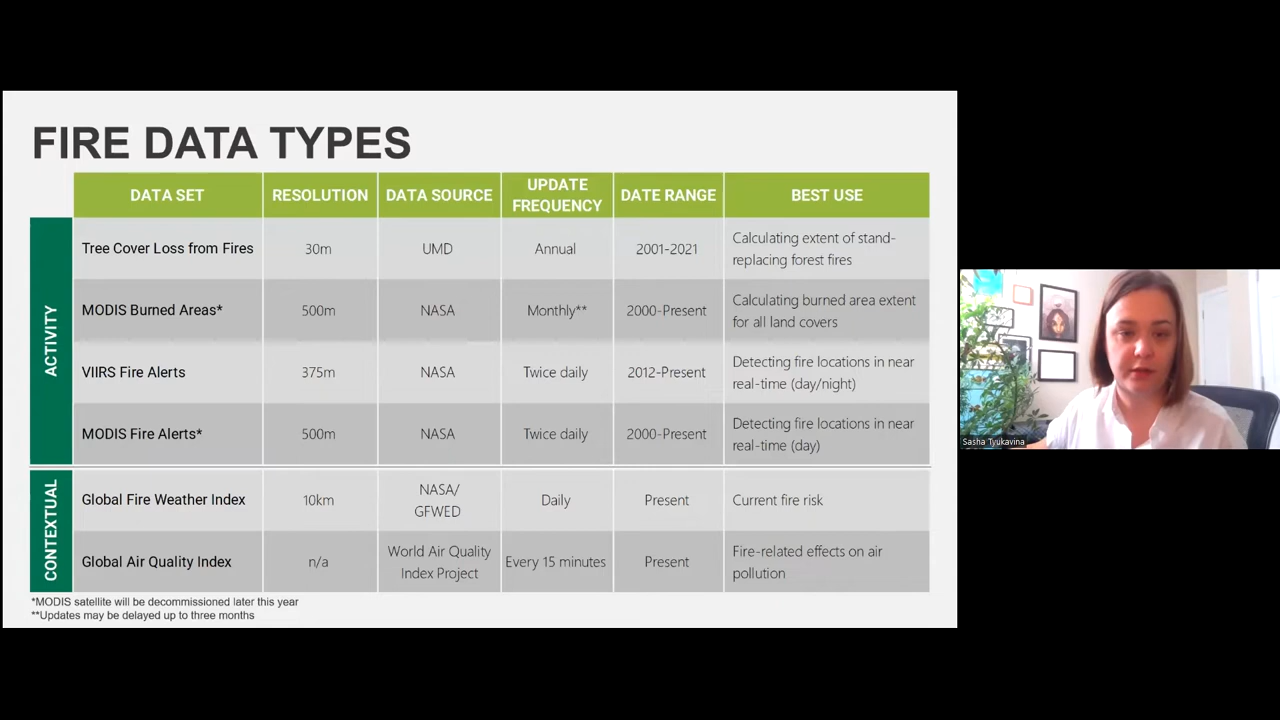 FIRE DATA TYPES
DATA SET
RESOLUTION
DATA SOURCE
UPDATE
FREQUENCY
DATE RANGE
BEST USE
ACTIVITY
Tree Cover Loss from Fires
30m
UMD
Annual
2001-2021
Calculating extent of stand-
replacing forest fires
MODIS Burned Areas*
500m
NASA
Monthly**
2000-Present
Calculating burned area extent
for all land covers
VIIRS Fire Alerts
375m
NASA
Twice daily
2012-Present
Detecting fire locations in near
real-time (day/night)
MODIS Fire Alerts*
500m
NASA
Twice daily
2000-Present
Detecting fire locations in near
real-time (day)
CONTEXTUAL
Global Fire Weather Index
10km
NASA/
GFWED
Daily
Present
Current fire risk
Global Air Quality Index
n/a
World Air Quality
Index Project
Every 15 minutes
Present
Fire-related effects on air
pollution
*MODIS satellite will be decommissioned later this year
**Updates may be delayed up to three months
Sasha Tyukavina